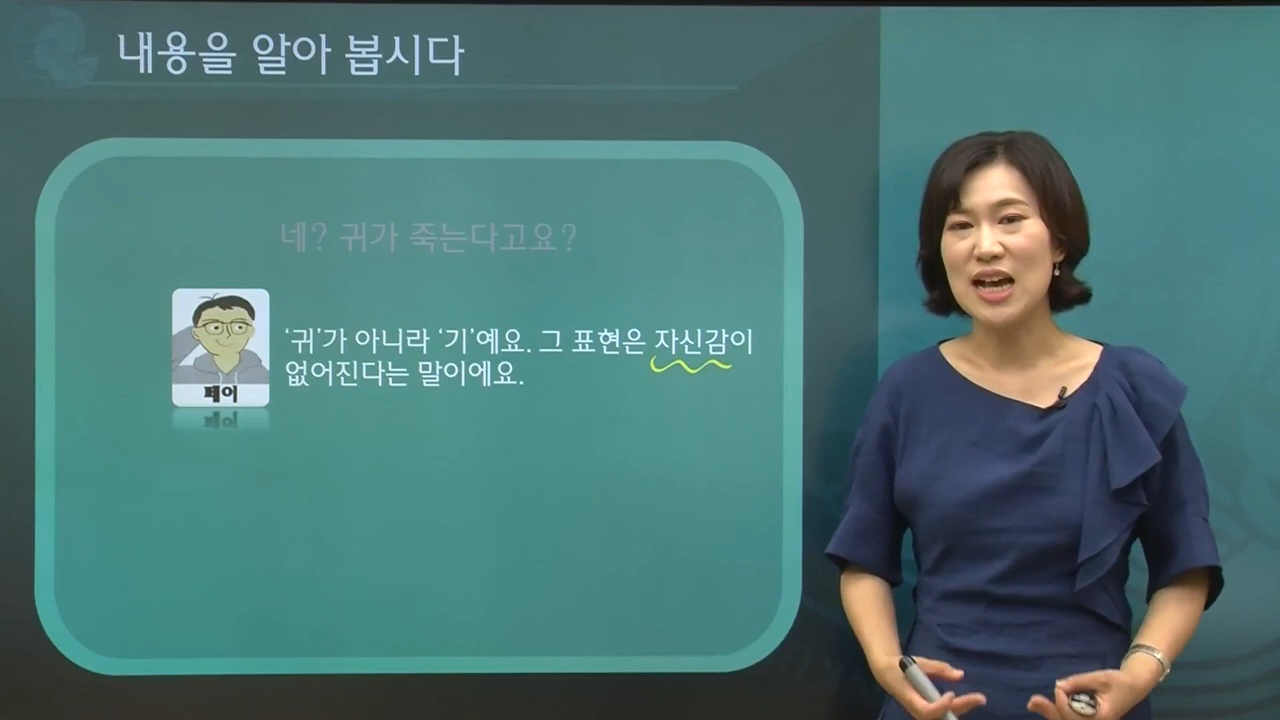 내용을 알아 봅시다
네? 귀가 죽는다고요?
‘귀’가 아니라 ‘기’예요. 그 표현은 자신감이
없어진다는 말이에요.
페이
페이